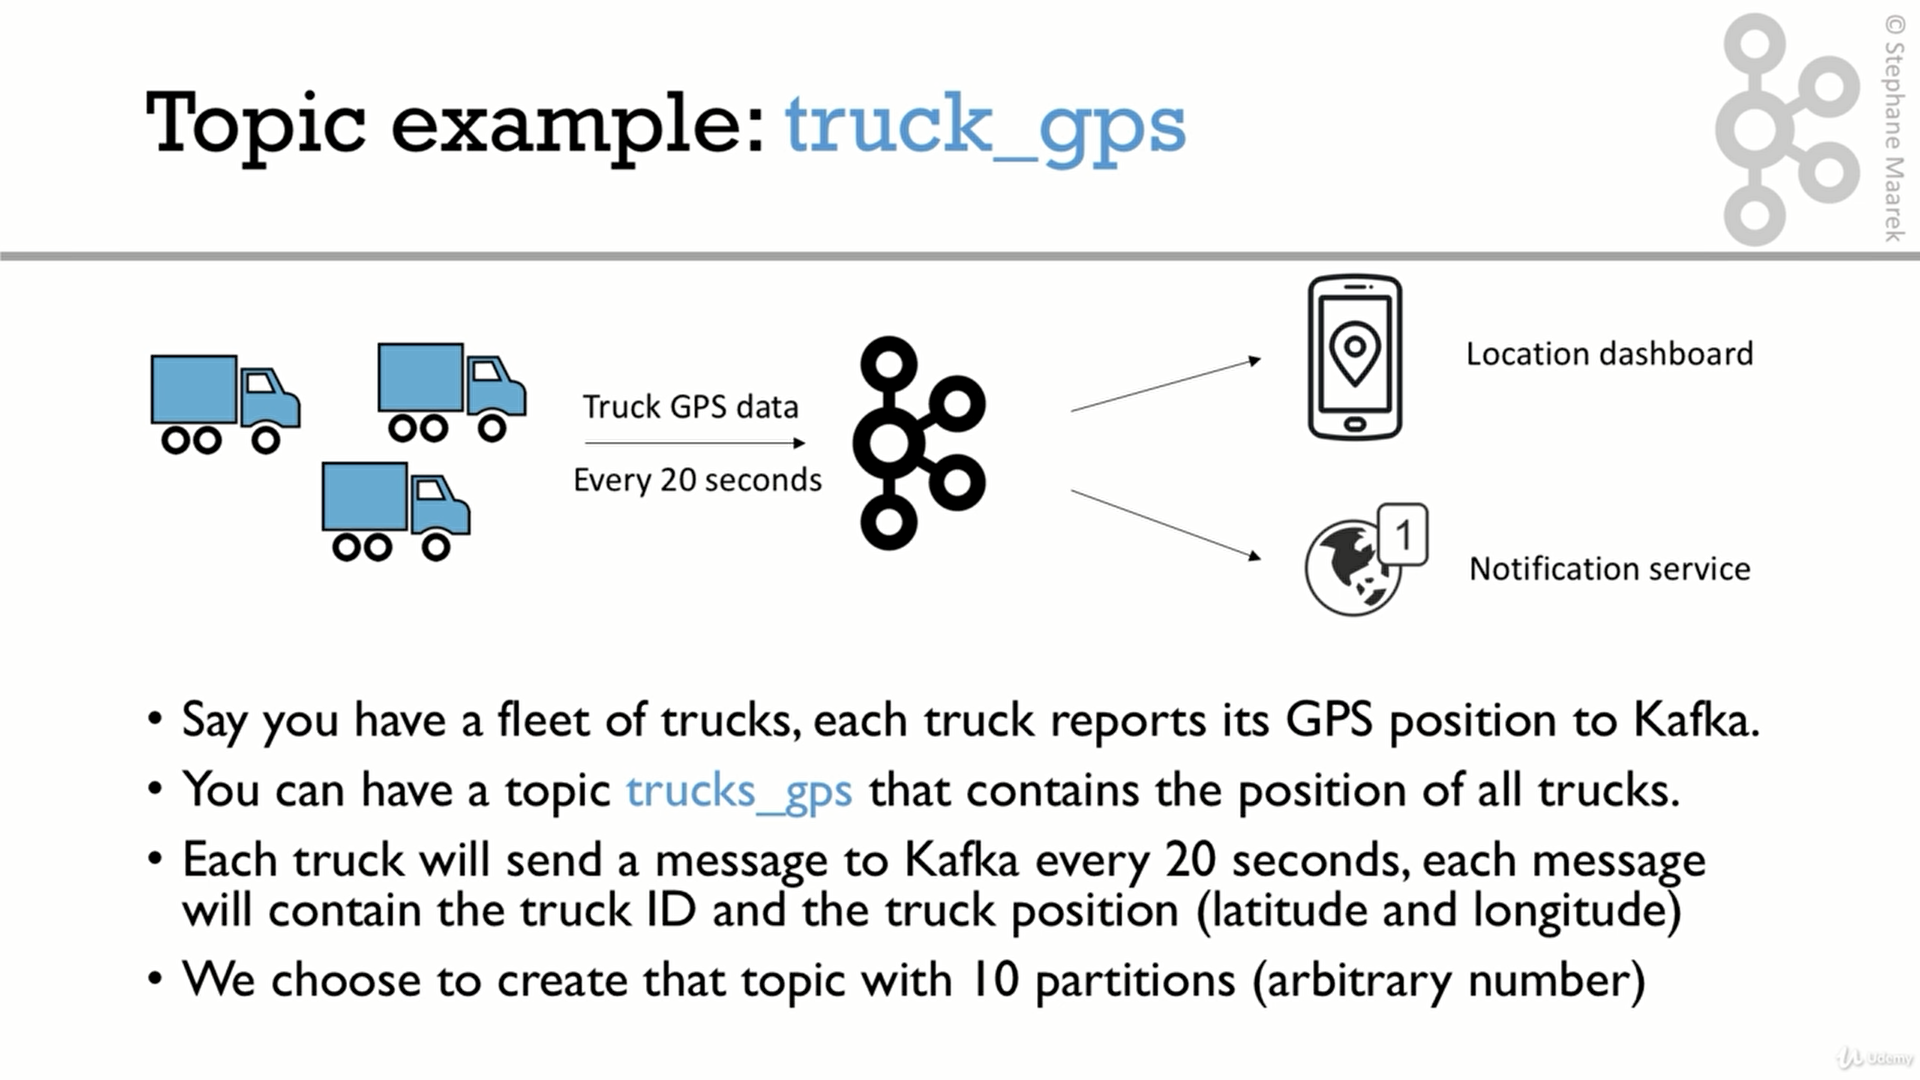 Topic example: truck_gps
© Stephane Maarek
Truck GPS data
Every 20 seconds
Location dashboard
1
Notification service
• Say you have a fleet of trucks, each truck reports its GPS position to Kafka.
• You can have a topic trucks_gps that contains the position of all trucks.
• Each truck will send a message to Kafka every 20 seconds, each message
will contain the truck ID and the truck position (latitude and longitude)
• We choose to create that topic with 10 partitions (arbitrary number)
Udemy